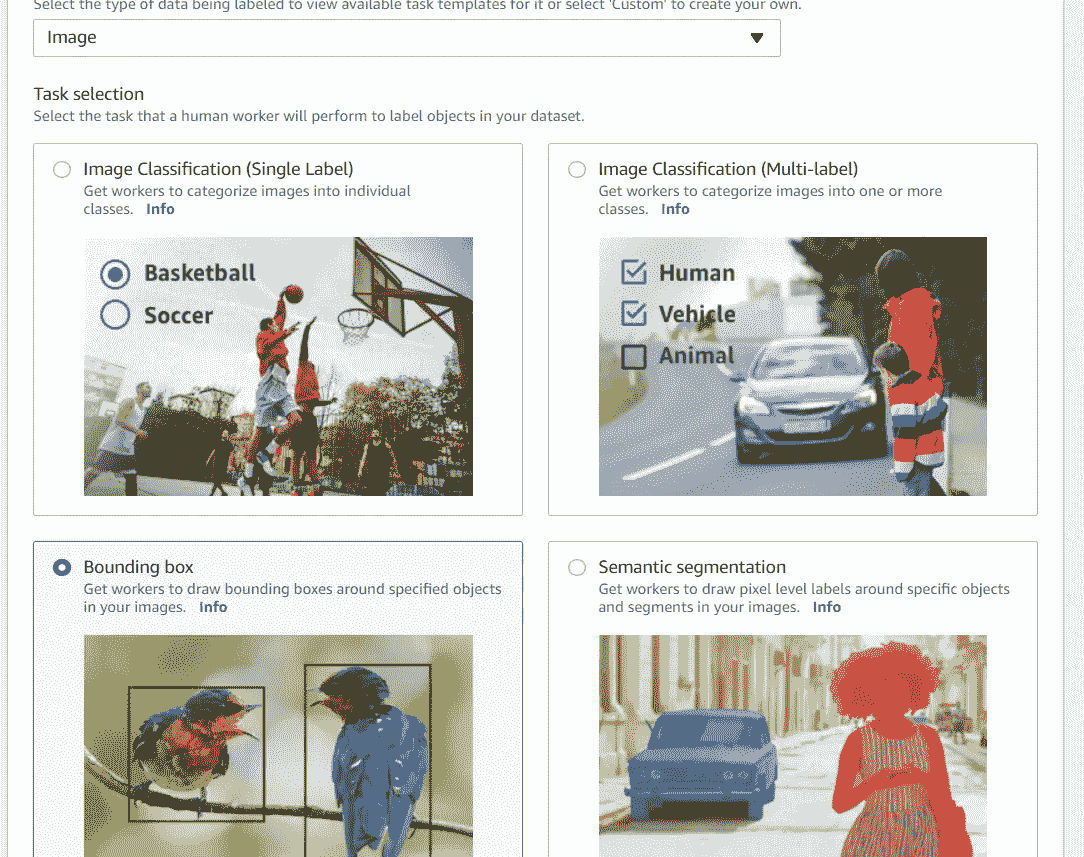 Select the type of data being labeled to view available task templates for it or select 'Custom' to create your own.
Image
Task selection
Select the task that a human worker will perform to label objects in your dataset.
Image Classification (Single Label)
Get workers to categorize images into individual
classes. Info
Basketball
Soccer
Image Classification (Multi-label)
Get workers to categorize images into one or more
classes. Info
Human
Vehicle
Animal
Bounding box
Get workers to draw bounding boxes around specified objects
in your images. Info
Semantic segmentation
Get workers to draw pixel level labels around specific objects
and segments in your images. Info